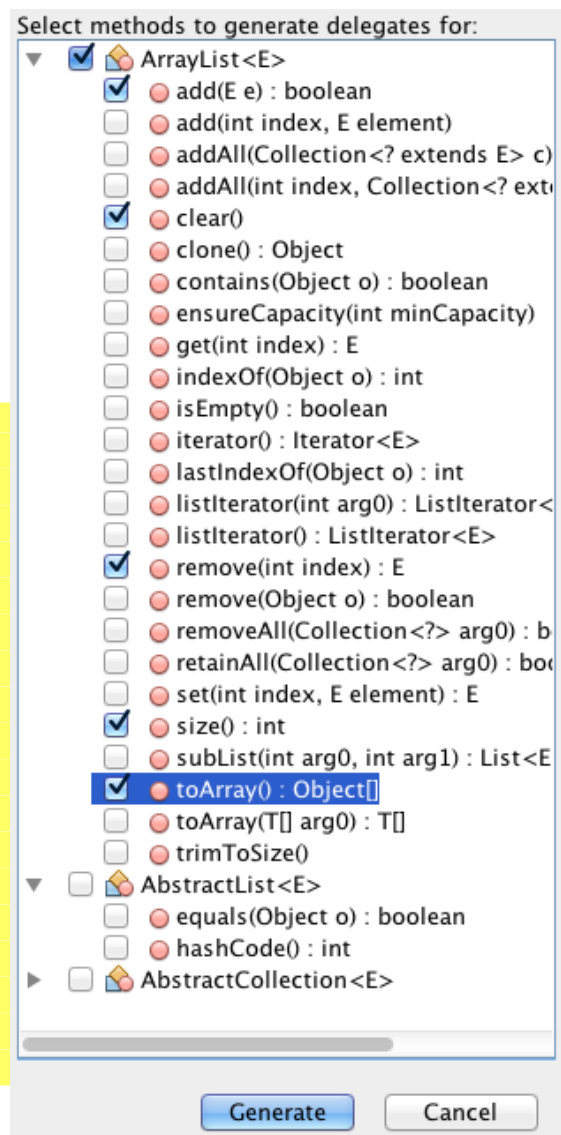 Select methods to generate delegates for:
ArrayList<E>
add(E e) : boolean
add(int index, E element)
addAll(Collection<? extends E> c)
addAll(int index, Collection<? exte
clear()
clone() : Object
contains(Object o) : boolean
ensureCapacity(int minCapacity)
get(int index) : E
indexOf(Object o) : int
isEmpty() : boolean
iterator() : Iterator<E>
lastIndexOf(Object o) : int
listIterator(int arg0) : ListIterator<
listIterator() : ListIterator<E>
remove(int index) : E
remove(Object o) : boolean
removeAll(Collection<?> arg0) : b
retainAll(Collection<?> arg0) : boo
set(int index, E element) : E
size() : int
subList(int arg0, int arg1) : List<E
toArray() : Object[]
toArray(T[] arg0) : T[]
trimToSize()
AbstractList<E>
equals(Object o) : boolean
hashCode() : int
AbstractCollection<E>
Generate Cancel